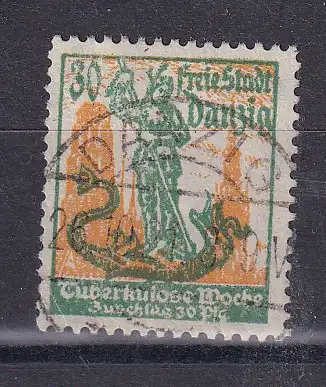 30 Freie Stadt
Danzig
Tuberkulose Woche
Zuschlag 30 Pfg